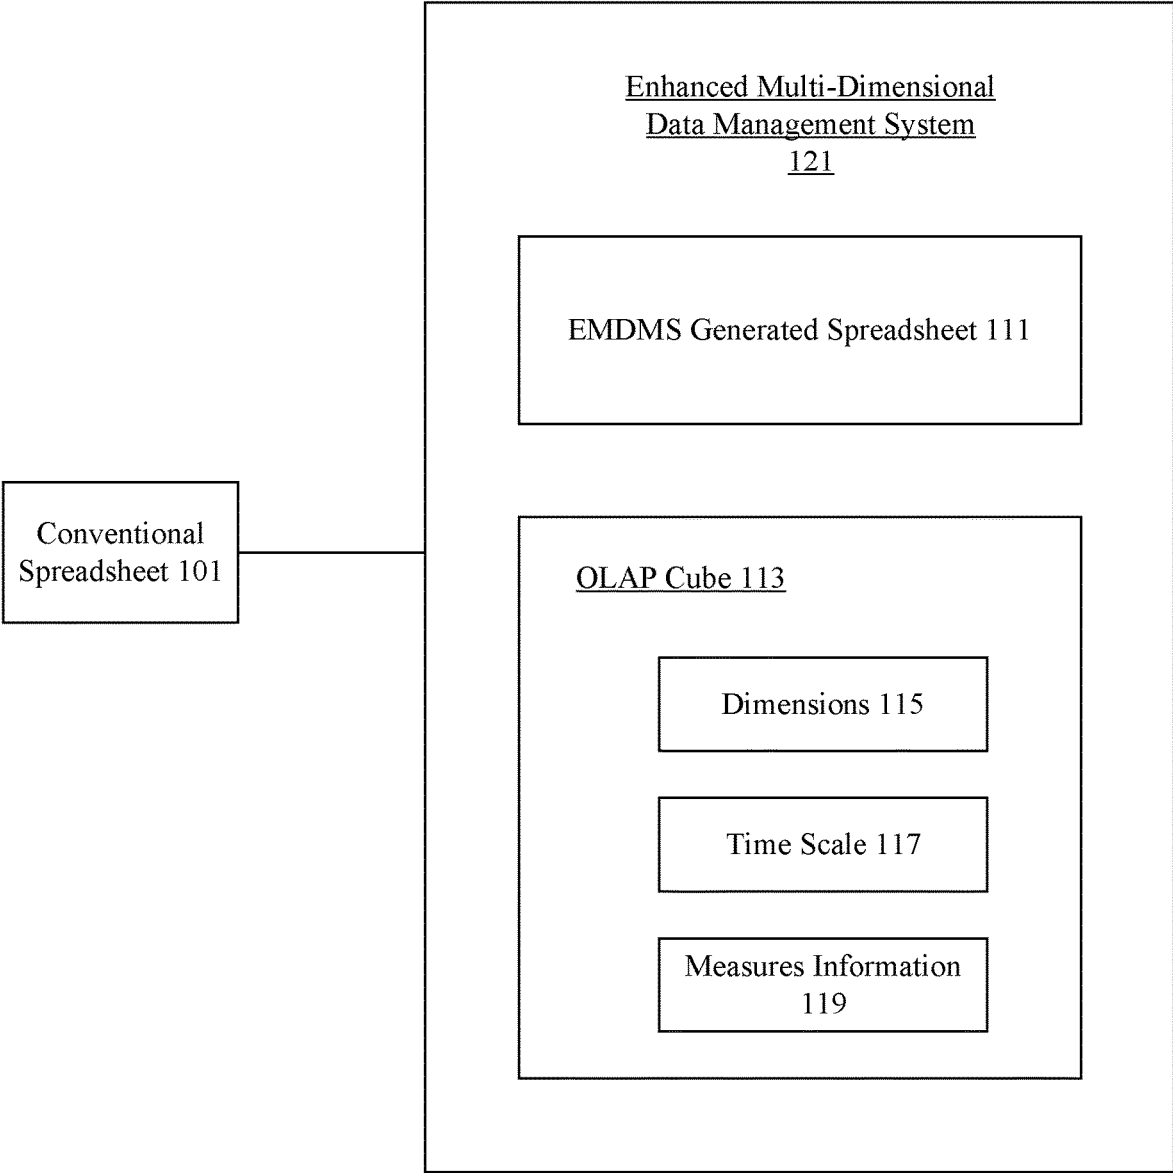 Enhanced Multi-Dimensional
Data Management System
121
EMDMS Generated Spreadsheet 111
Conventional
Spreadsheet 101
OLAP Cube 113
Dimensions 115
Time Scale 117
Measures Information
119